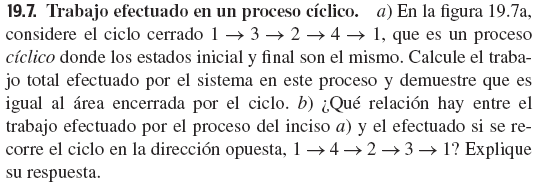 19.7. Trabajo efectuado en un proceso cíclico. a) En la figura 19.7a,
considere el ciclo cerrado 1 → 3 → 2 → 4 → 1, que es un proceso
cíclico donde los estados inicial y final son el mismo. Calcule el traba-
jo total efectuado por el sistema en este proceso y demuestre que es
igual al área encerrada por el ciclo. b) ¿Qué relación hay entre el
trabajo efectuado por el proceso del inciso a) y el efectuado si se re-
corre el ciclo en la dirección opuesta, 1 → 4 → 2 → 3 → 1? Explique
su respuesta.